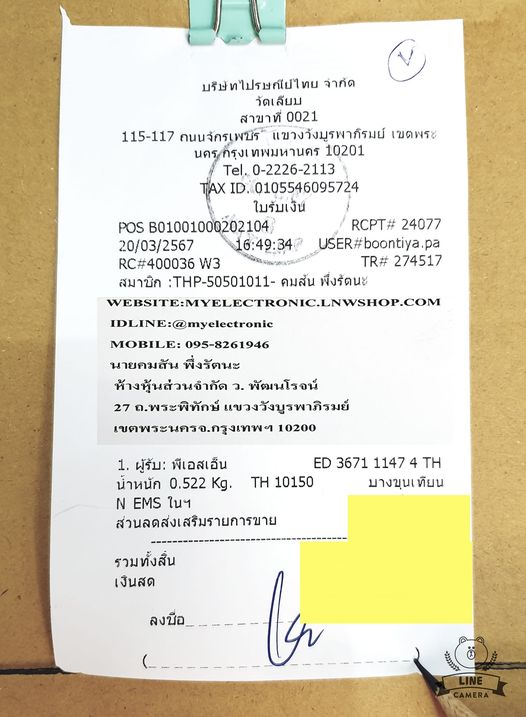 บริษัทไปรษณีย์ไทย จำกัด
วัดเลียบ
สาขาที่ 0021
115-117 ถนนจักรเพชร แขวงวังบูรพาภิรมย์ เขตพระ
นคร กรุงเทพมหานคร 10201
Tel. 0-2226-2113
TAX ID. 0105546095724
ใบรับเงิน
POS B01001000202104 RCPT# 24077
20/03/2567 16:49:34 USER#boontiya.pa
RC#400036 W3 TR# 274517
สมาชิก :THP-50501011- คมสัน พึ่งรัตนะ
WEBSITE:MYELECTRONIC.LNWSHOP.COM
IDLINE:@myelectronic
MOBILE: 095-8261946
นายคมสัน พึ่งรัตนะ
ห้างหุ้นส่วนจำกัด ว. พัฒนโรจน์
27 ถ.พระพิทักษ์ แขวงวังบูรพาภิรมย์
เขตพระนครจ.กรุงเทพฯ 10200
1. ผู้รับ: พีเอสเอ็น ED 3671 1147 4 TH
น้ำหนัก 0.522 Kg. TH 10150 บางขุนเทียน
N EMS ในฯ
ส่วนลดส่งเสริมรายการขาย
รวมทั้งสิ้น
เงินสด
ลงชื่อ
LINE
CAMERA